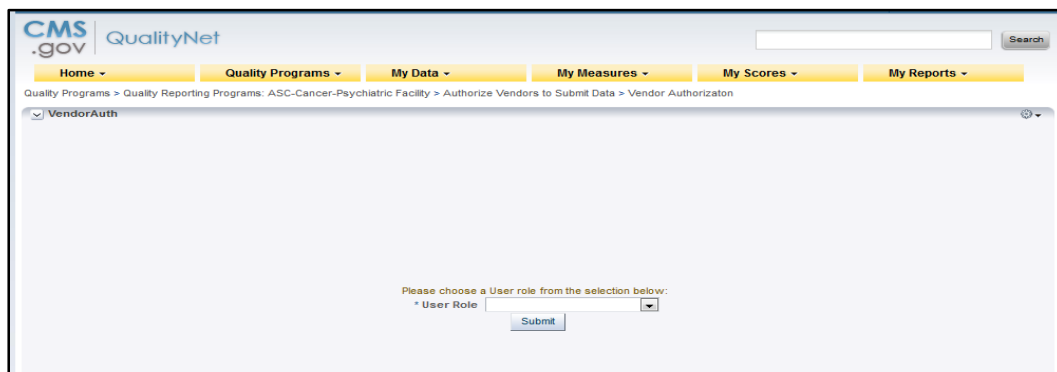 CMS
.gov
QualityNet
Search
Home
Quality Programs
My Data
My Measures
My Scores
My Reports
Quality Programs > Quality Reporting Programs: ASC-Cancer-Psychiatric Facility > Authorize Vendors to Submit Data > Vendor Authorizaton
VendorAuth
Please choose a User role from the selection below:
* User Role
Submit